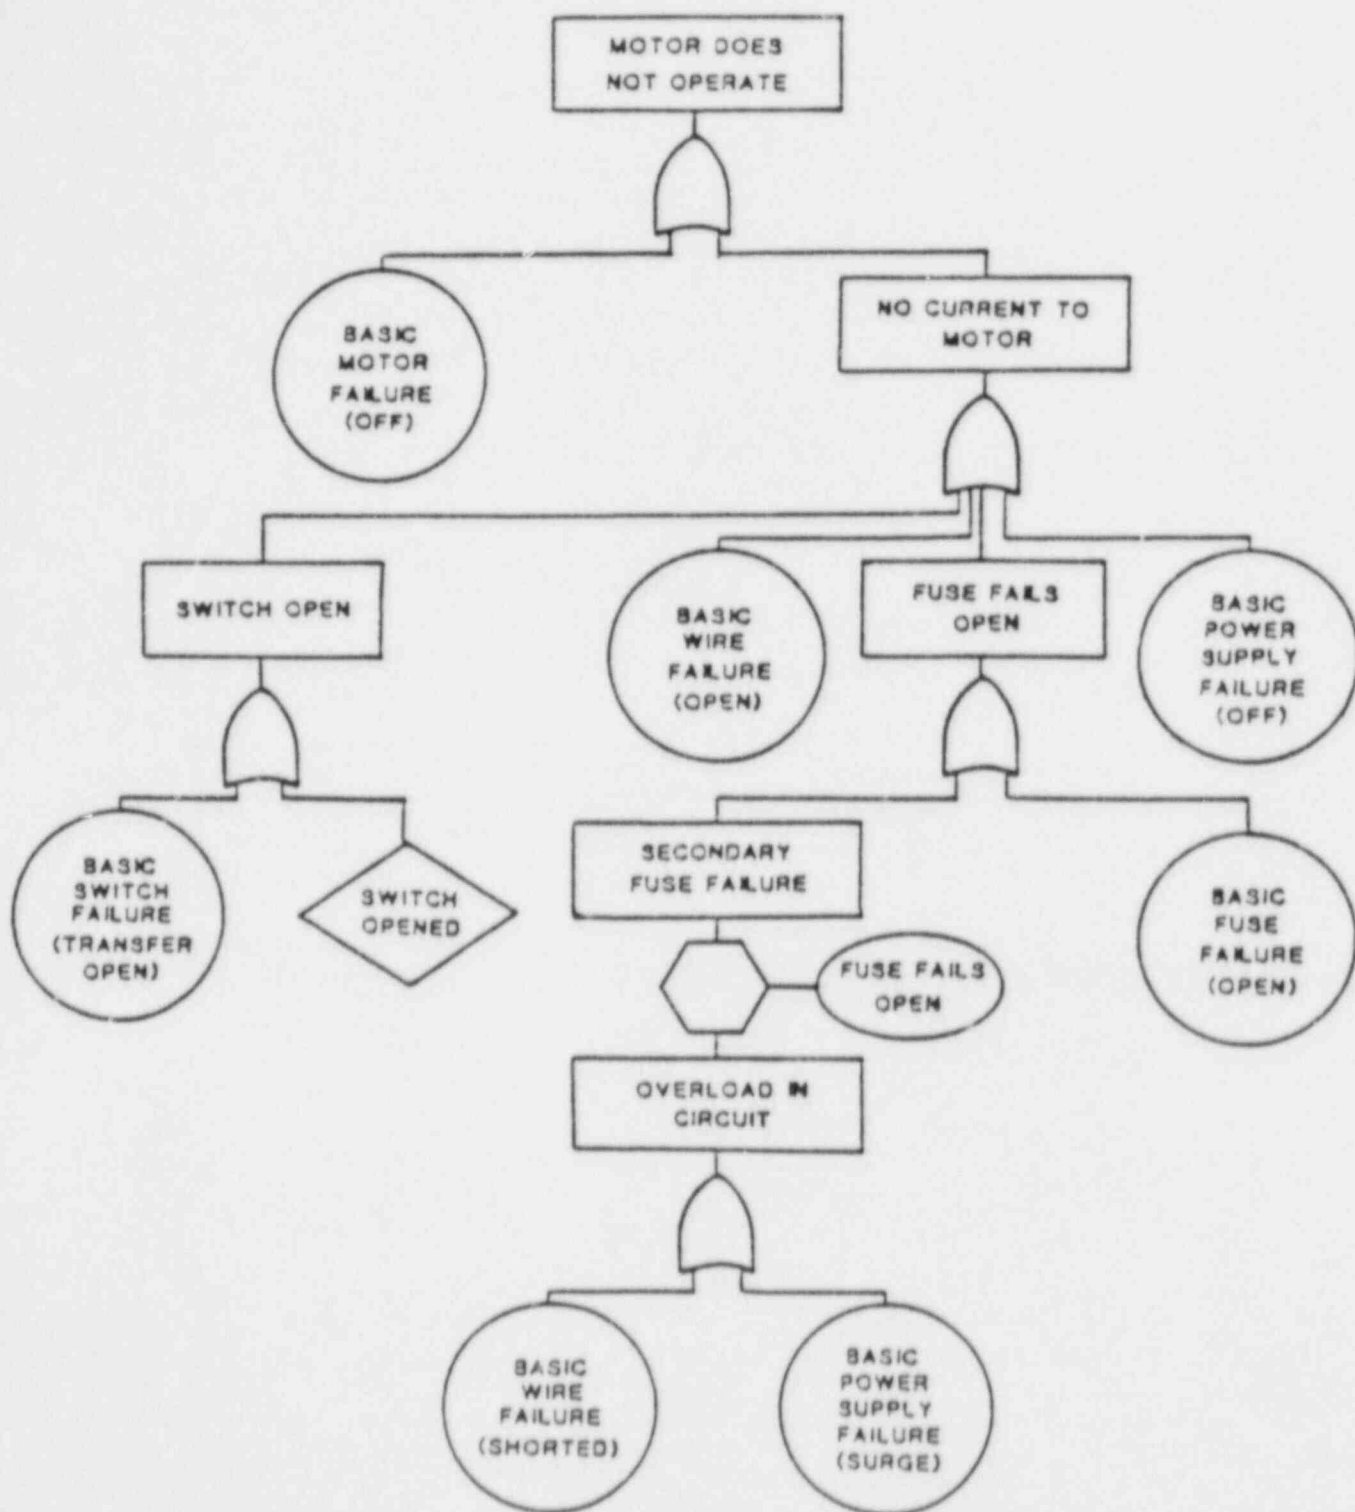 MOTOR DOES
NOT OPERATE
BASIC
MOTOR
FAILURE
(OFF)
NO CURRENT TO
MOTOR
SWITCH OPEN
BASIC
WIRE
FAILURE
(OPEN)
FUSE FAILS
OPEN
BASIC
POWER
SUPPLY
FAILURE
(OFF)
BASIC
SWITCH
FAILURE
(TRANSFER
OPEN)
SWITCH
OPENED
SECONDARY
FUSE FAILURE
FUSE FAILS
OPEN
BASIC
FUSE
FAILURE
(OPEN)
OVERLOAD IN
CIRCUIT
BASIC
WIRE
FAILURE
(SHORTED)
BASIC
POWER
SUPPLY
FAILURE
(SURGE)